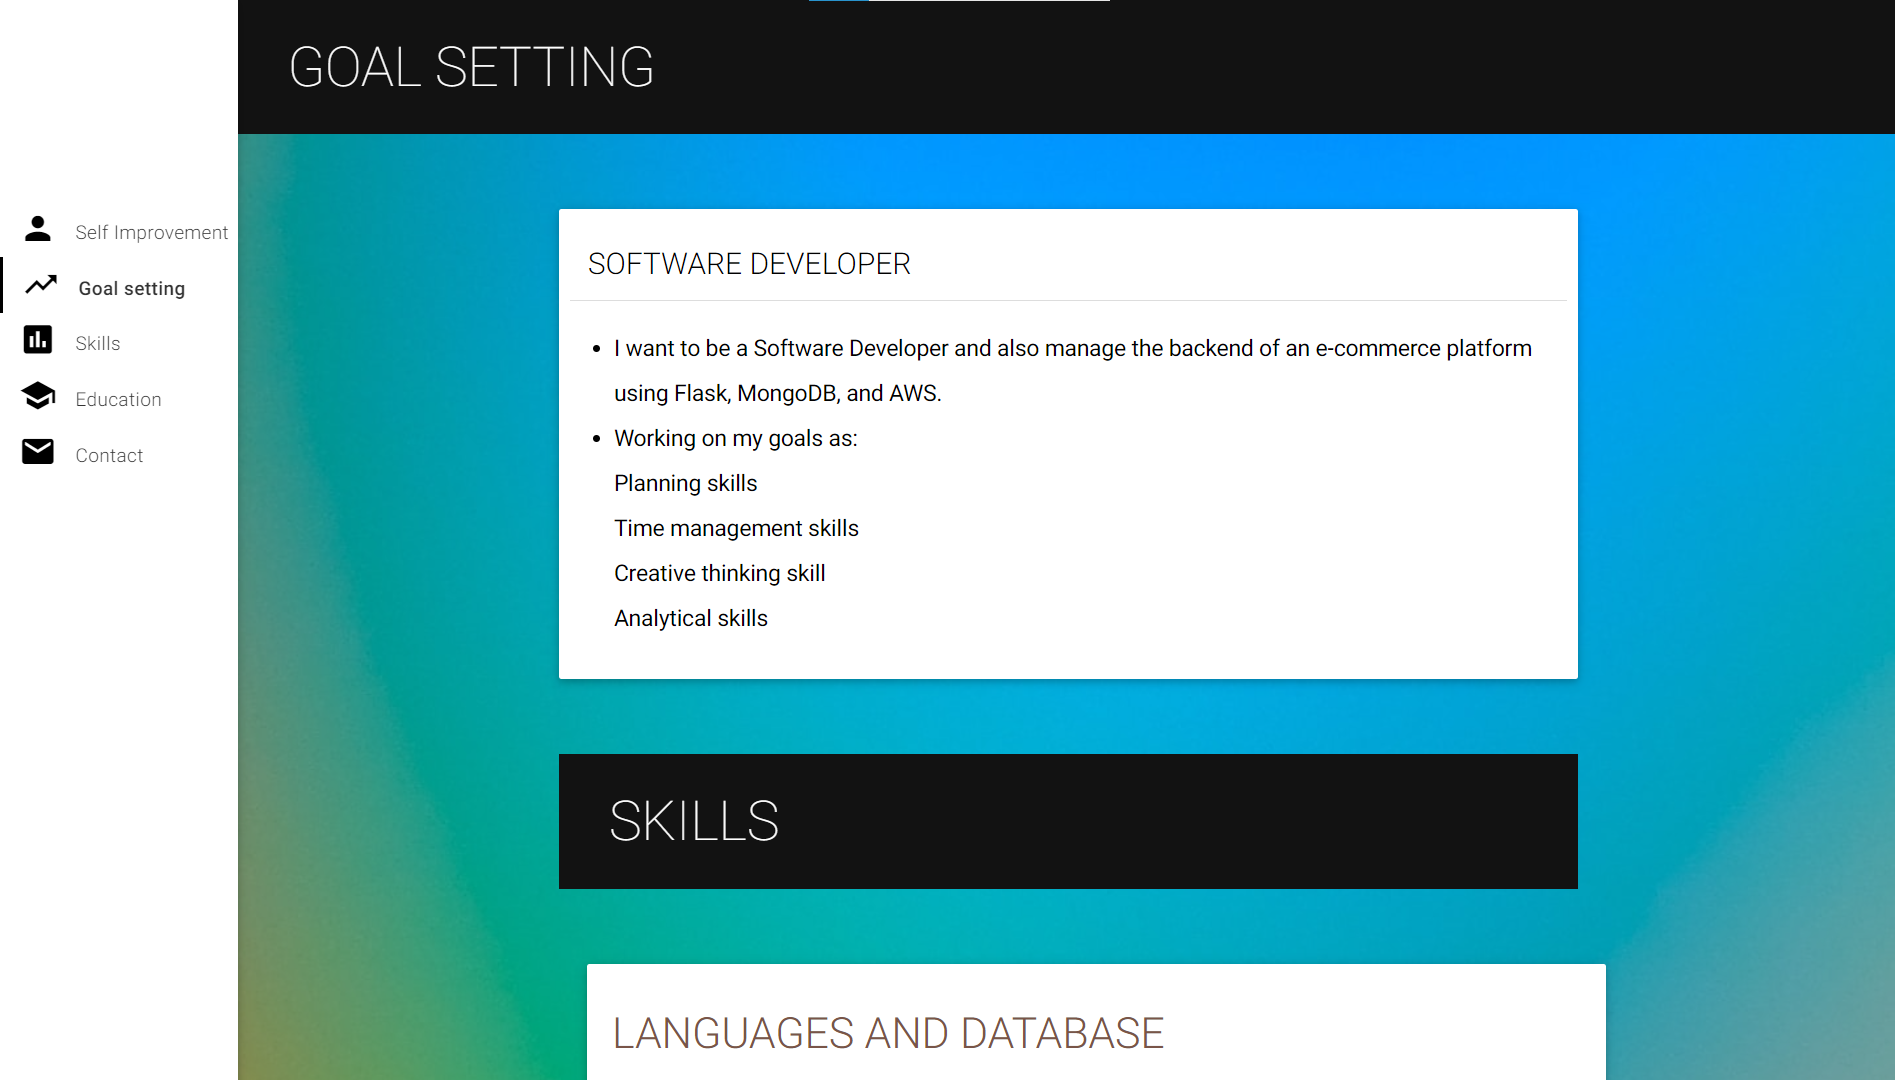 GOAL SETTING
Self Improvement
Goal setting
Skills
Education
Contact
SOFTWARE DEVELOPER
I want to be a Software Developer and also manage the backend of an e-commerce platform
using Flask, MongoDB, and AWS.
Working on my goals as:
Planning skills
Time management skills
Creative thinking skill
Analytical skills
SKILLS
LANGUAGES AND DATABASE